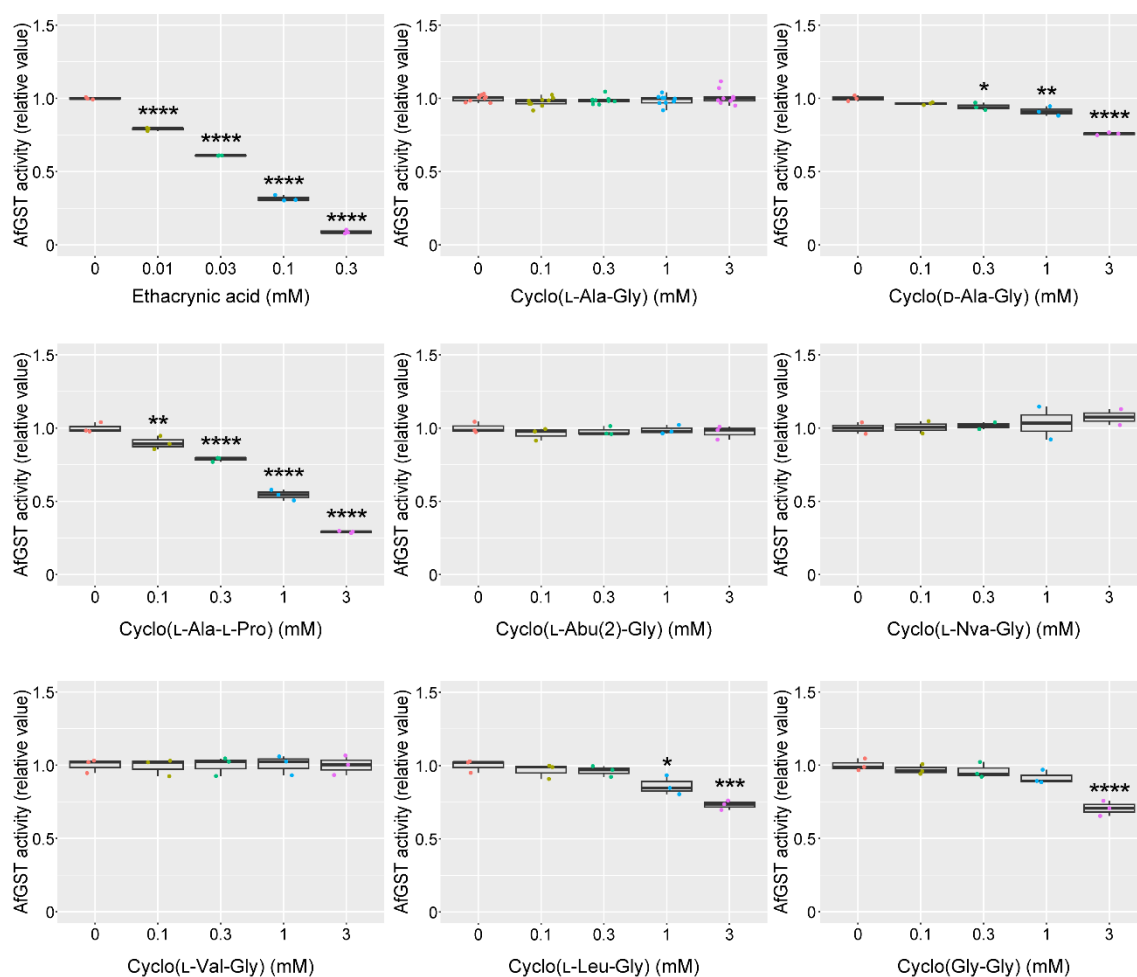 AfGST activity (relative value)
1.5
1.0
0.5
0
****
****
****
****
0 0.01 0.03 0.1 0.3
Ethacrynic acid (mM)
AfGST activity (relative value)
1.5
1.0
0.5
0
0 0.1 0.3 1 3
Cyclo(L-Ala-Gly) (mM)
AfGST activity (relative value)
1.5
1.0
0.5
0
*
**
****
0 0.1 0.3 1 3
Cyclo(D-Ala-Gly) (mM)
AfGST activity (relative value)
1.5
1.0
0.5
0
**
****
****
****
0 0.1 0.3 1 3
Cyclo(L-Ala-L-Pro) (mM)
AfGST activity (relative value)
1.5
1.0
0.5
0
0 0.1 0.3 1 3
Cyclo(L-Abu(2)-Gly) (mM)
AfGST activity (relative value)
1.5
1.0
0.5
0
0 0.1 0.3 1 3
Cyclo(L-Nva-Gly) (mM)
AfGST activity (relative value)
1.5
1.0
0.5
0
0 0.1 0.3 1 3
Cyclo(L-Val-Gly) (mM)
AfGST activity (relative value)
1.5
1.0
0.5
0
*
***
0 0.1 0.3 1 3
Cyclo(L-Leu-Gly) (mM)
AfGST activity (relative value)
1.5
1.0
0.5
0
****
0 0.1 0.3 1 3
Cyclo(Gly-Gly) (mM)